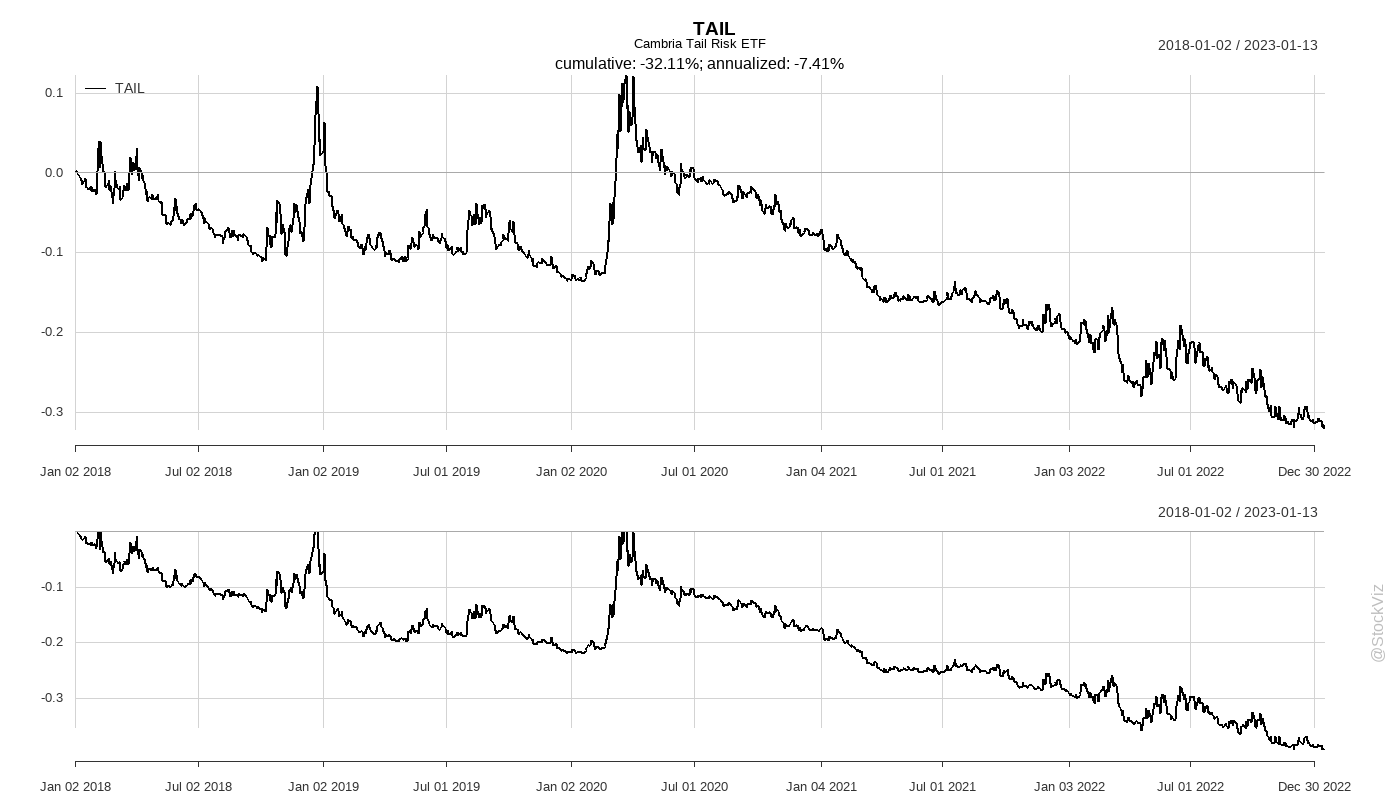 TAIL
Cambria Tail Risk ETF
2018-01-02 / 2023-01-13
cumulative: -32.11%; annualized: -7.41%
TAIL
0.1
0.0
-0.1
-0.2
-0.3
Jan 02 2018 Jul 02 2018 Jan 02 2019 Jul 01 2019 Jan 02 2020 Jul 01 2020 Jan 04 2021 Jul 01 2021 Jan 03 2022 Jul 01 2022 Dec 30 2022
2018-01-02 / 2023-01-13
-0.1
-0.2
-0.3
Jan 02 2018 Jul 02 2018 Jan 02 2019 Jul 01 2019 Jan 02 2020 Jul 01 2020 Jan 04 2021 Jul 01 2021 Jan 03 2022 Jul 01 2022 Dec 30 2022
@StockViz